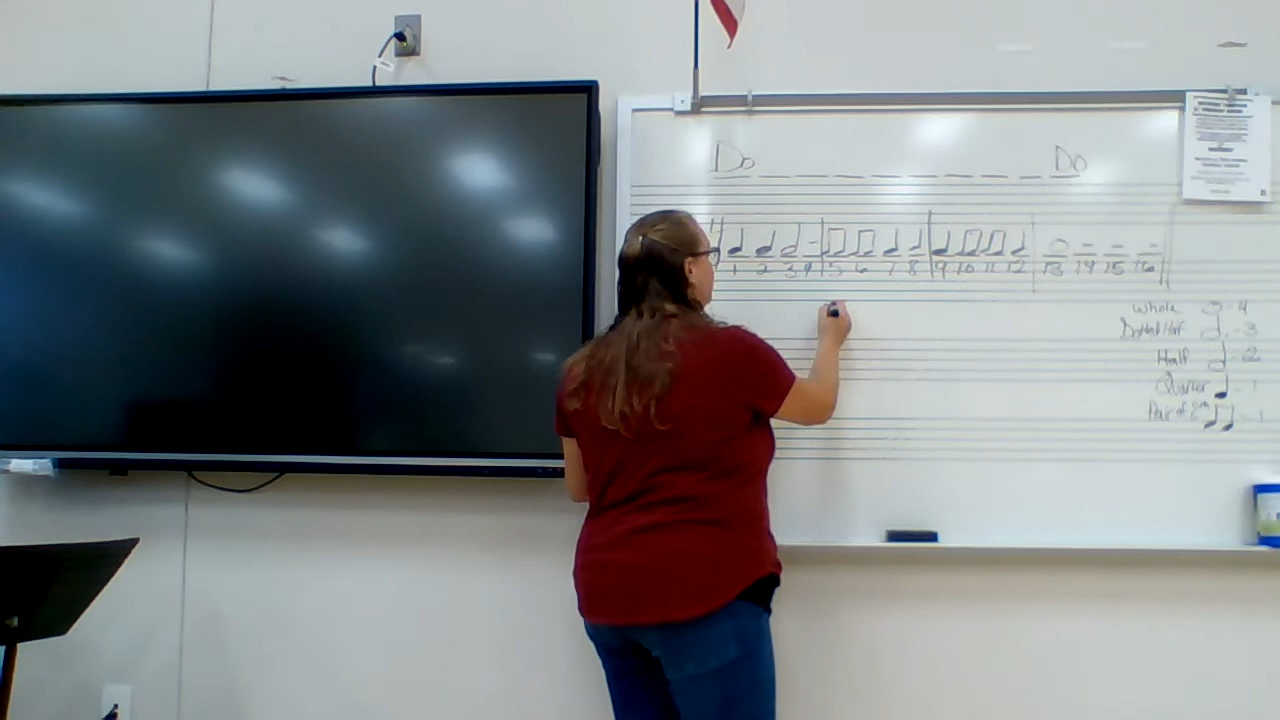 Do Do
1 2 3 4 5 6 7 8 9 10 11 12 13 14 15 16
Whole 4
Dotted Half 3
Half 2
Quarter 1
Pair of 8th 1